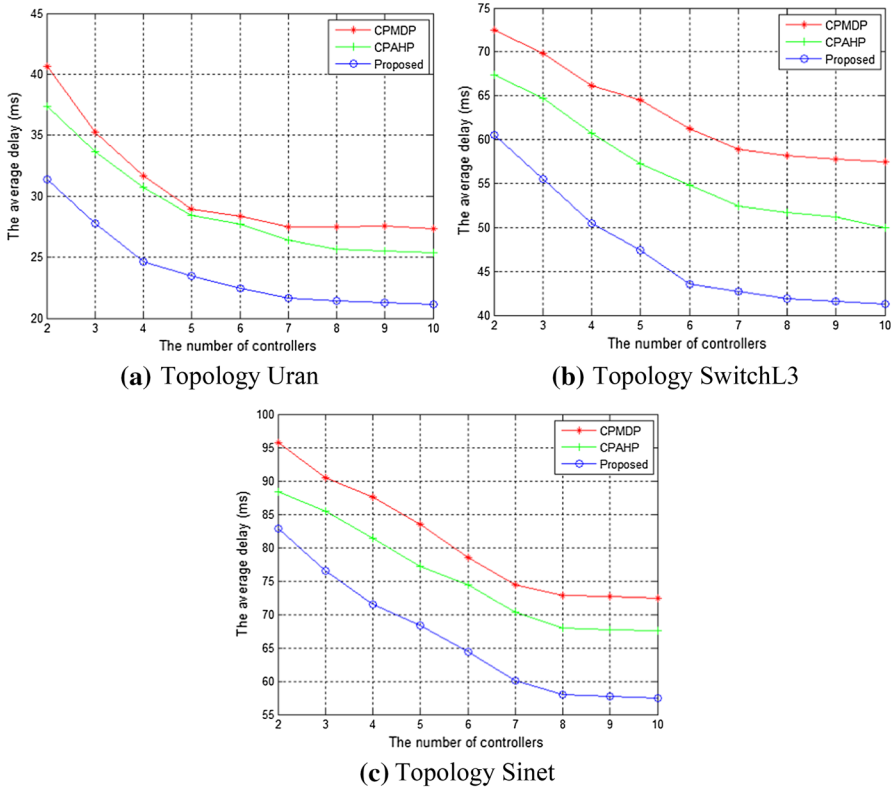 45
40
35
30
25
20
The average delay (ms)
2 3 4 5 6 7 8 9 10
The number of controllers
CPMDP
CPAHP
Proposed
(a) Topology Uran
75
70
65
60
55
50
45
40
The average delay (ms)
2 3 4 5 6 7 8 9 10
The number of controllers
CPMDP
CPAHP
Proposed
(b) Topology SwitchL3
100
95
90
85
80
75
70
65
60
55
The average delay (ms)
2 3 4 5 6 7 8 9 10
The number of controllers
CPMDP
CPAHP
Proposed
(c) Topology Sinet